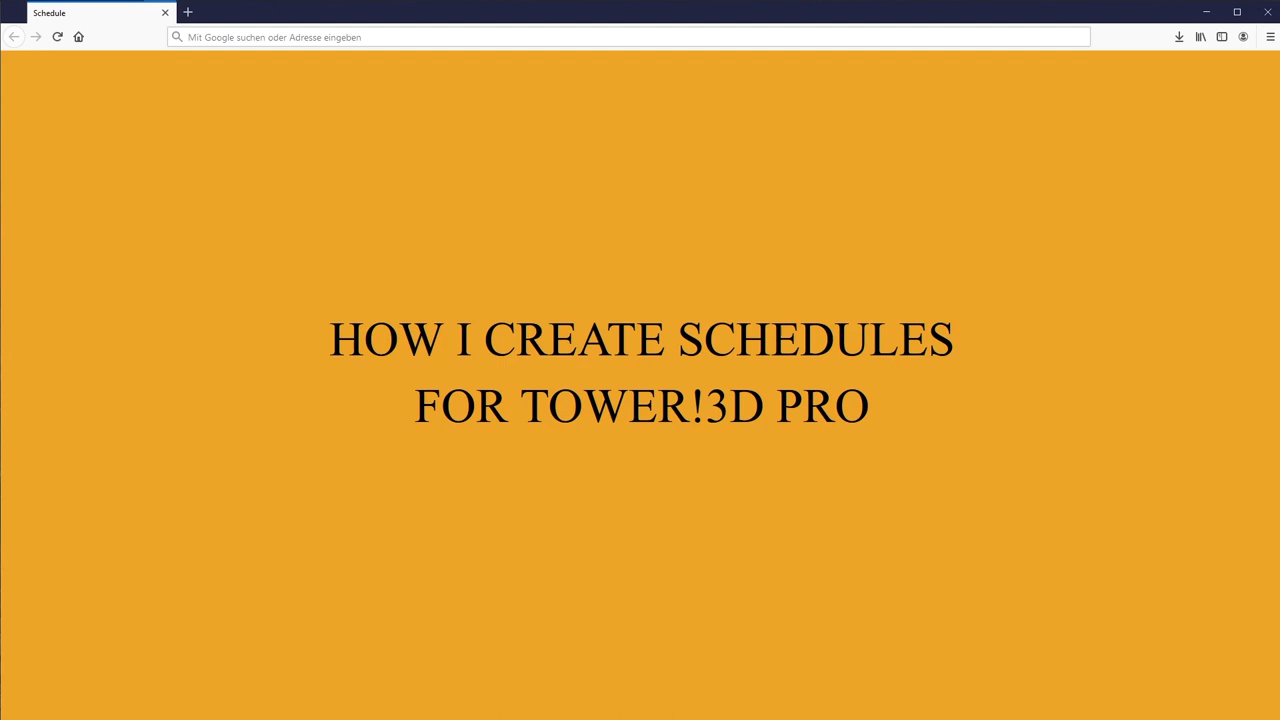 Schedule
Mit Google suchen oder Adresse eingeben
HOW I CREATE SCHEDULES
FOR TOWER!3D PRO